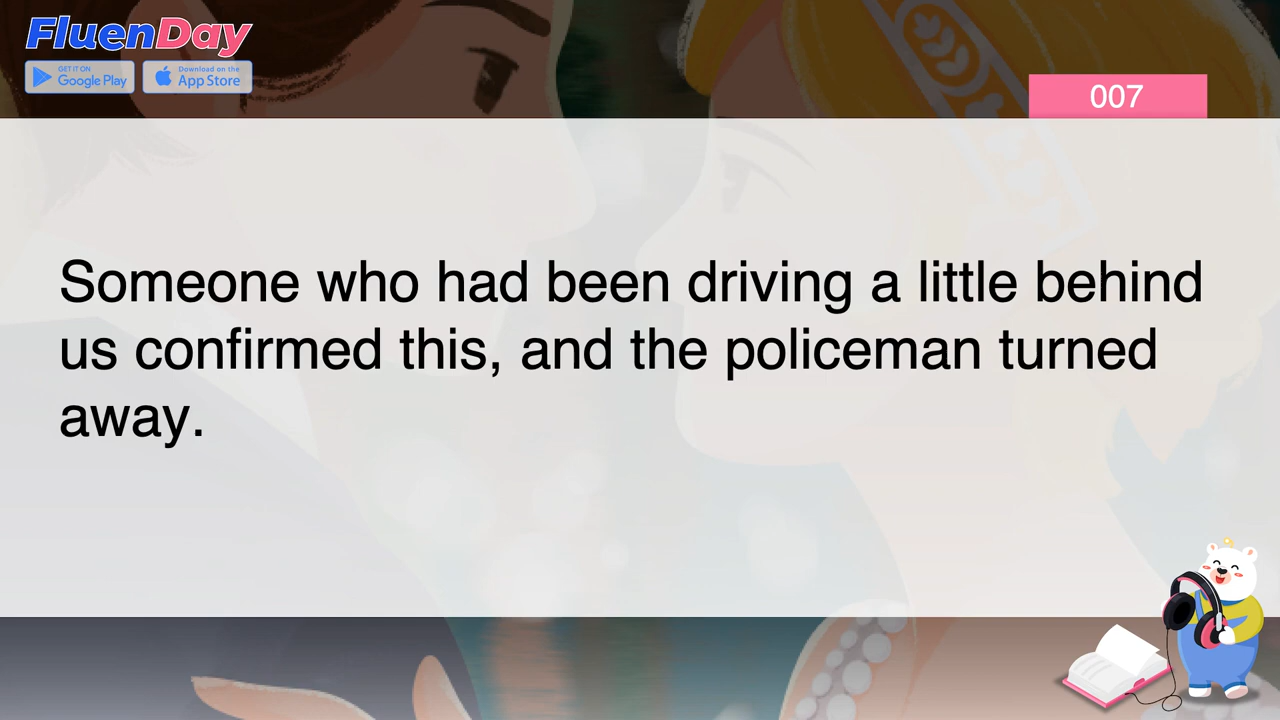 FluenDay
GET IT ON
Google Play
Download on the
App Store
007
Someone who had been driving a little behind
us confirmed this, and the policeman turned
away.